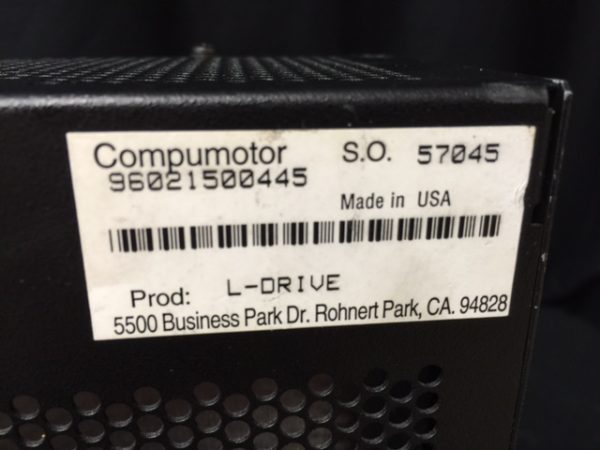 Compumotor S.O. 57045
96021500445
Made in USA
Prod: L-DRIVE
5500 Business Park Dr. Rohnert Park, CA. 94828